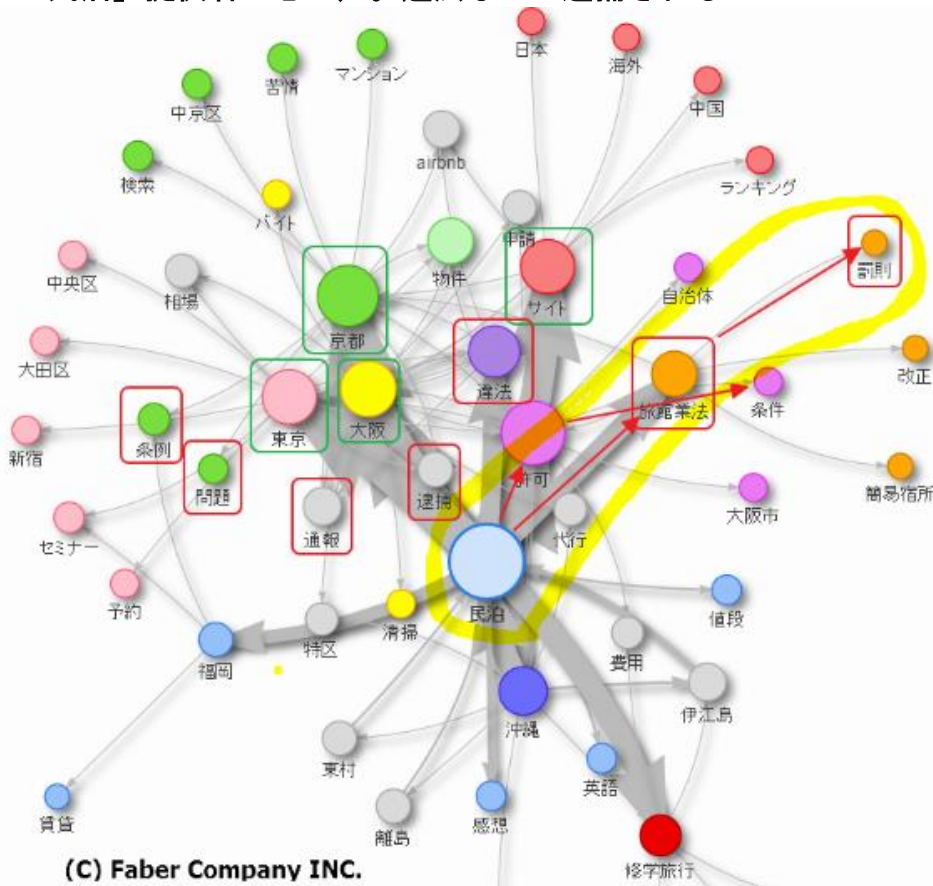 日本
海外
マンション
苦情
中国
中京区
airbnb
検索
ランキング
バイト
申請
物件
中央区
相場
サイト
自治体
罰則
京都
大田区
違法
旅館業法
改正
条件
東京
大阪
新宿
条例
許可
問題
逮捕
簡易宿所
大阪市
通報
代行
セミナー
予約
民泊
値段
清掃
特区
費用
福岡
伊江島
沖縄
東村
英語
賃貸
感想
離島
修学旅行
(C) Faber Company INC.